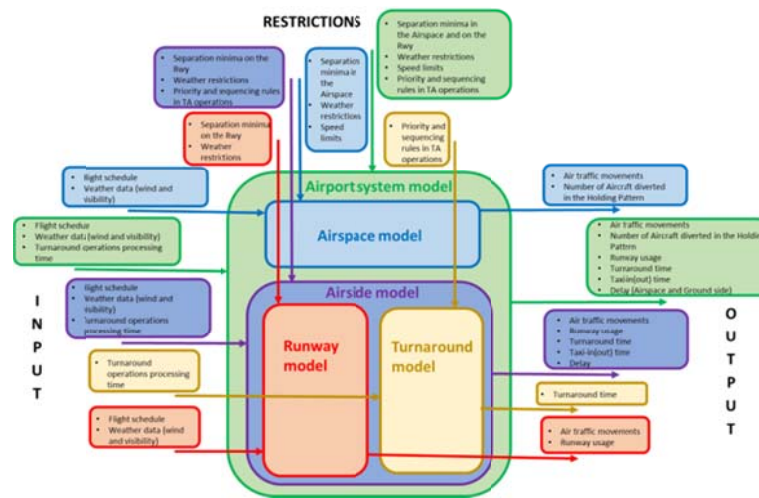 RESTRICTIONS
Separation minima in
the Airspace and on the
Rwy
Weather restrictions
Speed limits
Priority and sequencing
rules in TA operations
Separation minima on the
Rwy
Weather restrictions
Priority and sequencing rules
in TA operations
Separation
minima in
the
Airspace
Weather
restrictions
Speed
limits
Separation minima
on the Rwy
Weather
restrictions
Priority and
sequencing
rules in TA
operations
Flight schedule
Weather data (wind and
visibility)
Airport system model
Air traffic movements
Number of Aircraft diverted
in the Holding Pattern
Airspace model
Flight schedur
Weather data (wind and visibility)
Turnaround operations processing
time
Air traffic movements
Number of Aircraft diverted in the Holdin
Pattrn
Runway usage
Turnaround time
Taxi-in(out) time
Delay (Airspace and Ground side)
INPUT
Flight schedule
Weather data (wind and
visibility)
Turnaround operations
processing time
Airside model
OUTPUT
Air traffic movements
Runway usage
Turnaround time
Taxi-in(out) time
Delay
Runway
model
Turnaround
model
Turnaround
operations processing
time
Turnaround time
Flight schedule
Weather data (wind
and visibility)
Air traffic movements
Runway usage